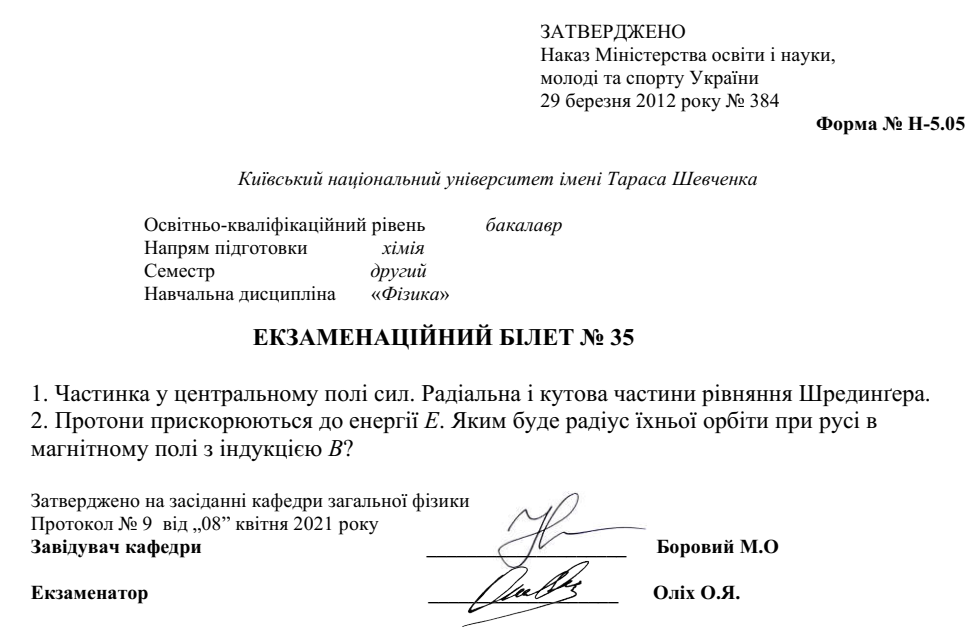 ЗАТВЕРДЖЕНО
Наказ Міністерства освіти і науки,
молоді та спорту України
29 березня 2012 року № 384
Форма № Н-5.05
Київський національний університет імені Тараса Шевченка
Освітньо-кваліфікаційний рівень бакалавр
Напрям підготовки хімія
Семестр другий
Навчальна дисципліна «Фізика»
ЕКЗАМЕНАЦІЙНИЙ БІЛЕТ № 35
1. Частинка у центральному полі сил. Радіальна і кутова частини рівняння Шредингера.
2. Протони прискорюються до енергії E. Яким буде радіус їхньої орбіти при русі в
магнітному полі з індукцією B?
Затверджено на засіданні кафедри загальної фізики
Протокол № 9 від „08” квітня 2021 року
Завідувач кафедри ____________________ Боровий М.О
Екзаменатор ____________________ Оліх О.Я.